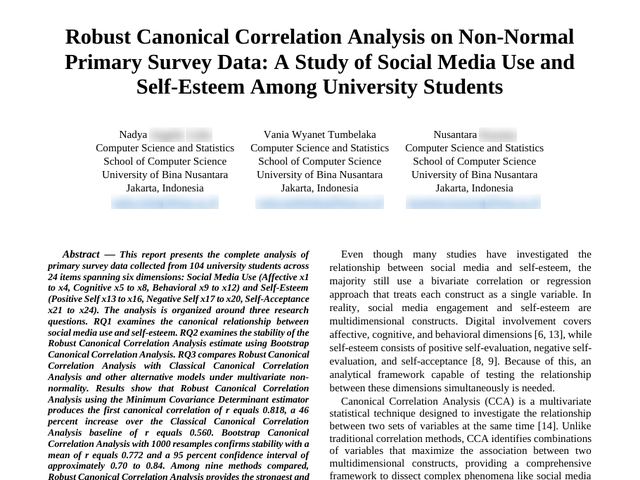 Robust Canonical Correlation Analysis on Non-Normal
Primary Survey Data: A Study of Social Media Use and
Self-Esteem Among University Students
Nadya
Computer Science and Statistics
School of Computer Science
University of Bina Nusantara
Jakarta, Indonesia
Vania Wyanet Tumbelaka
Computer Science and Statistics
School of Computer Science
University of Bina Nusantara
Jakarta, Indonesia
Nusantara
Computer Science and Statistics
School of Computer Science
University of Bina Nusantara
Jakarta, Indonesia
Abstract — This report presents the complete analysis of
primary survey data collected from 104 university students across
24 items spanning six dimensions: Social Media Use (Affective x1
to x4, Cognitive x5 to x8, Behavioral x9 to x12) and Self-Esteem
(Positive Self x13 to x16, Negative Self x17 to x20, Self-Acceptance
x21 to x24). The analysis is organized around three research
questions. RQ1 examines the canonical relationship between
social media use and self-esteem. RQ2 examines the stability of the
Robust Canonical Correlation Analysis estimate using Bootstrap
Canonical Correlation Analysis. RQ3 compares Robust Canonical
Correlation Analysis with Classical Canonical Correlation
Analysis and other alternative models under multivariate non-
normality. Results show that Robust Canonical Correlation
Analysis using the Minimum Covariance Determinant estimator
produces the first canonical correlation of r equals 0.818, a 46
percent increase over the Classical Canonical Correlation
Analysis baseline of r equals 0.560. Bootstrap Canonical
Correlation Analysis with 1000 resamples confirms stability with a
mean of r equals 0.772 and a 95 percent confidence interval of
approximately 0.70 to 0.84. Among nine methods compared,
Robust Canonical Correlation Analysis provides the strongest and
Even though many studies have investigated the
relationship between social media and self-esteem, the
majority still use a bivariate correlation or regression
approach that treats each construct as a single variable. In
reality, social media engagement and self-esteem are
multidimensional constructs. Digital involvement covers
affective, cognitive, and behavioral dimensions [6, 13], while
self-esteem consists of positive self-evaluation, negative self-
evaluation, and self-acceptance [8, 9]. Because of this, an
analytical framework capable of testing the relationship
between these dimensions simultaneously is needed.
Canonical Correlation Analysis (CCA) is a multivariate
statistical technique designed to investigate the relationship
between two sets of variables at the same time [14]. Unlike
traditional correlation methods, CCA identifies combinations
of variables that maximize the association between two
multidimensional constructs, providing a comprehensive
framework to dissect complex phenomena like social media